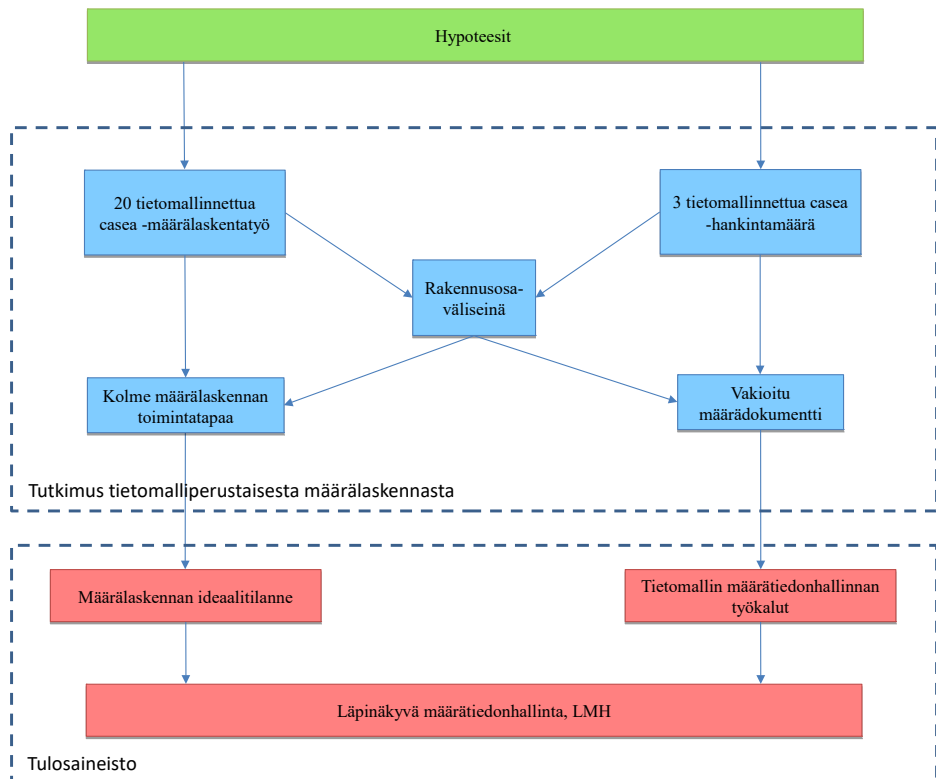 Hypoteesit
20 tietomallinnettua
casea -määrälaskentatyö
3 tietomallinnettua casea
-hankintamäärä
Rakennusosa-
väliseinä
Kolme määrälaskennan
toimintatapaa
Vakioitu
määrädokumentti
Tutkimus tietomalliperustaisesta määrälaskennasta
Määrälaskennan ideaalitilanne
Tietomallin määrätiedonhallinnan
työkalut
Läpinäkyvä määrätiedonhallinta, LMH
Tulosaineisto